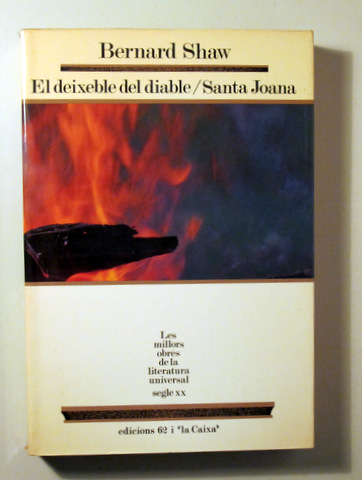 Bernard Shaw
El deixeble del diable/Santa Joana
Les
millors
obres
de la
literatura
universal
segle xx
edicions 62 i "la Caixa"